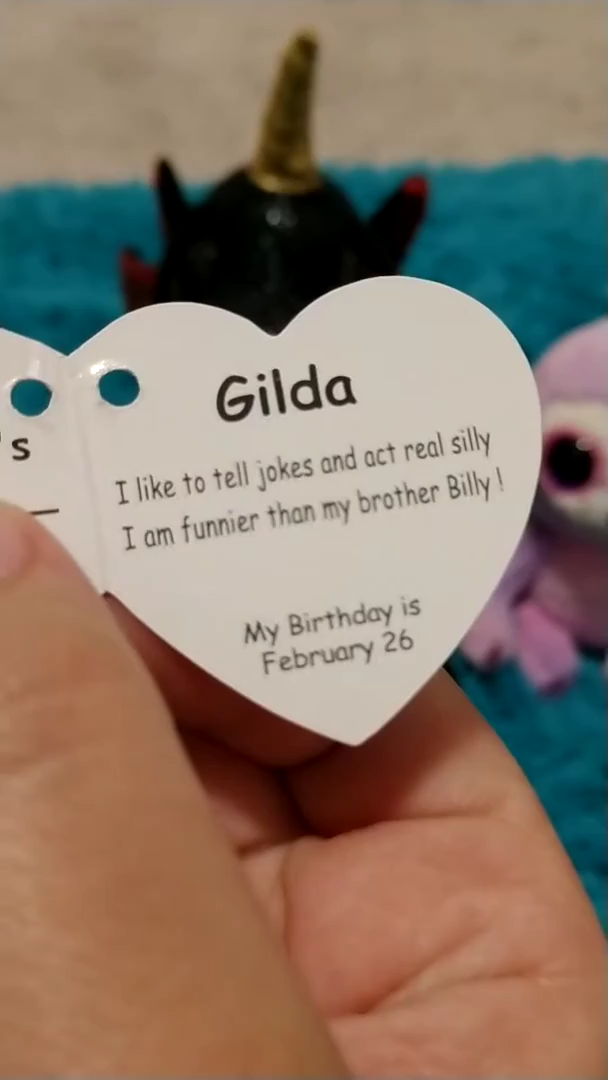 's
Gilda
I like to tell jokes and act real silly
I am funnier than my brother Billy!
My Birthday is
February 26